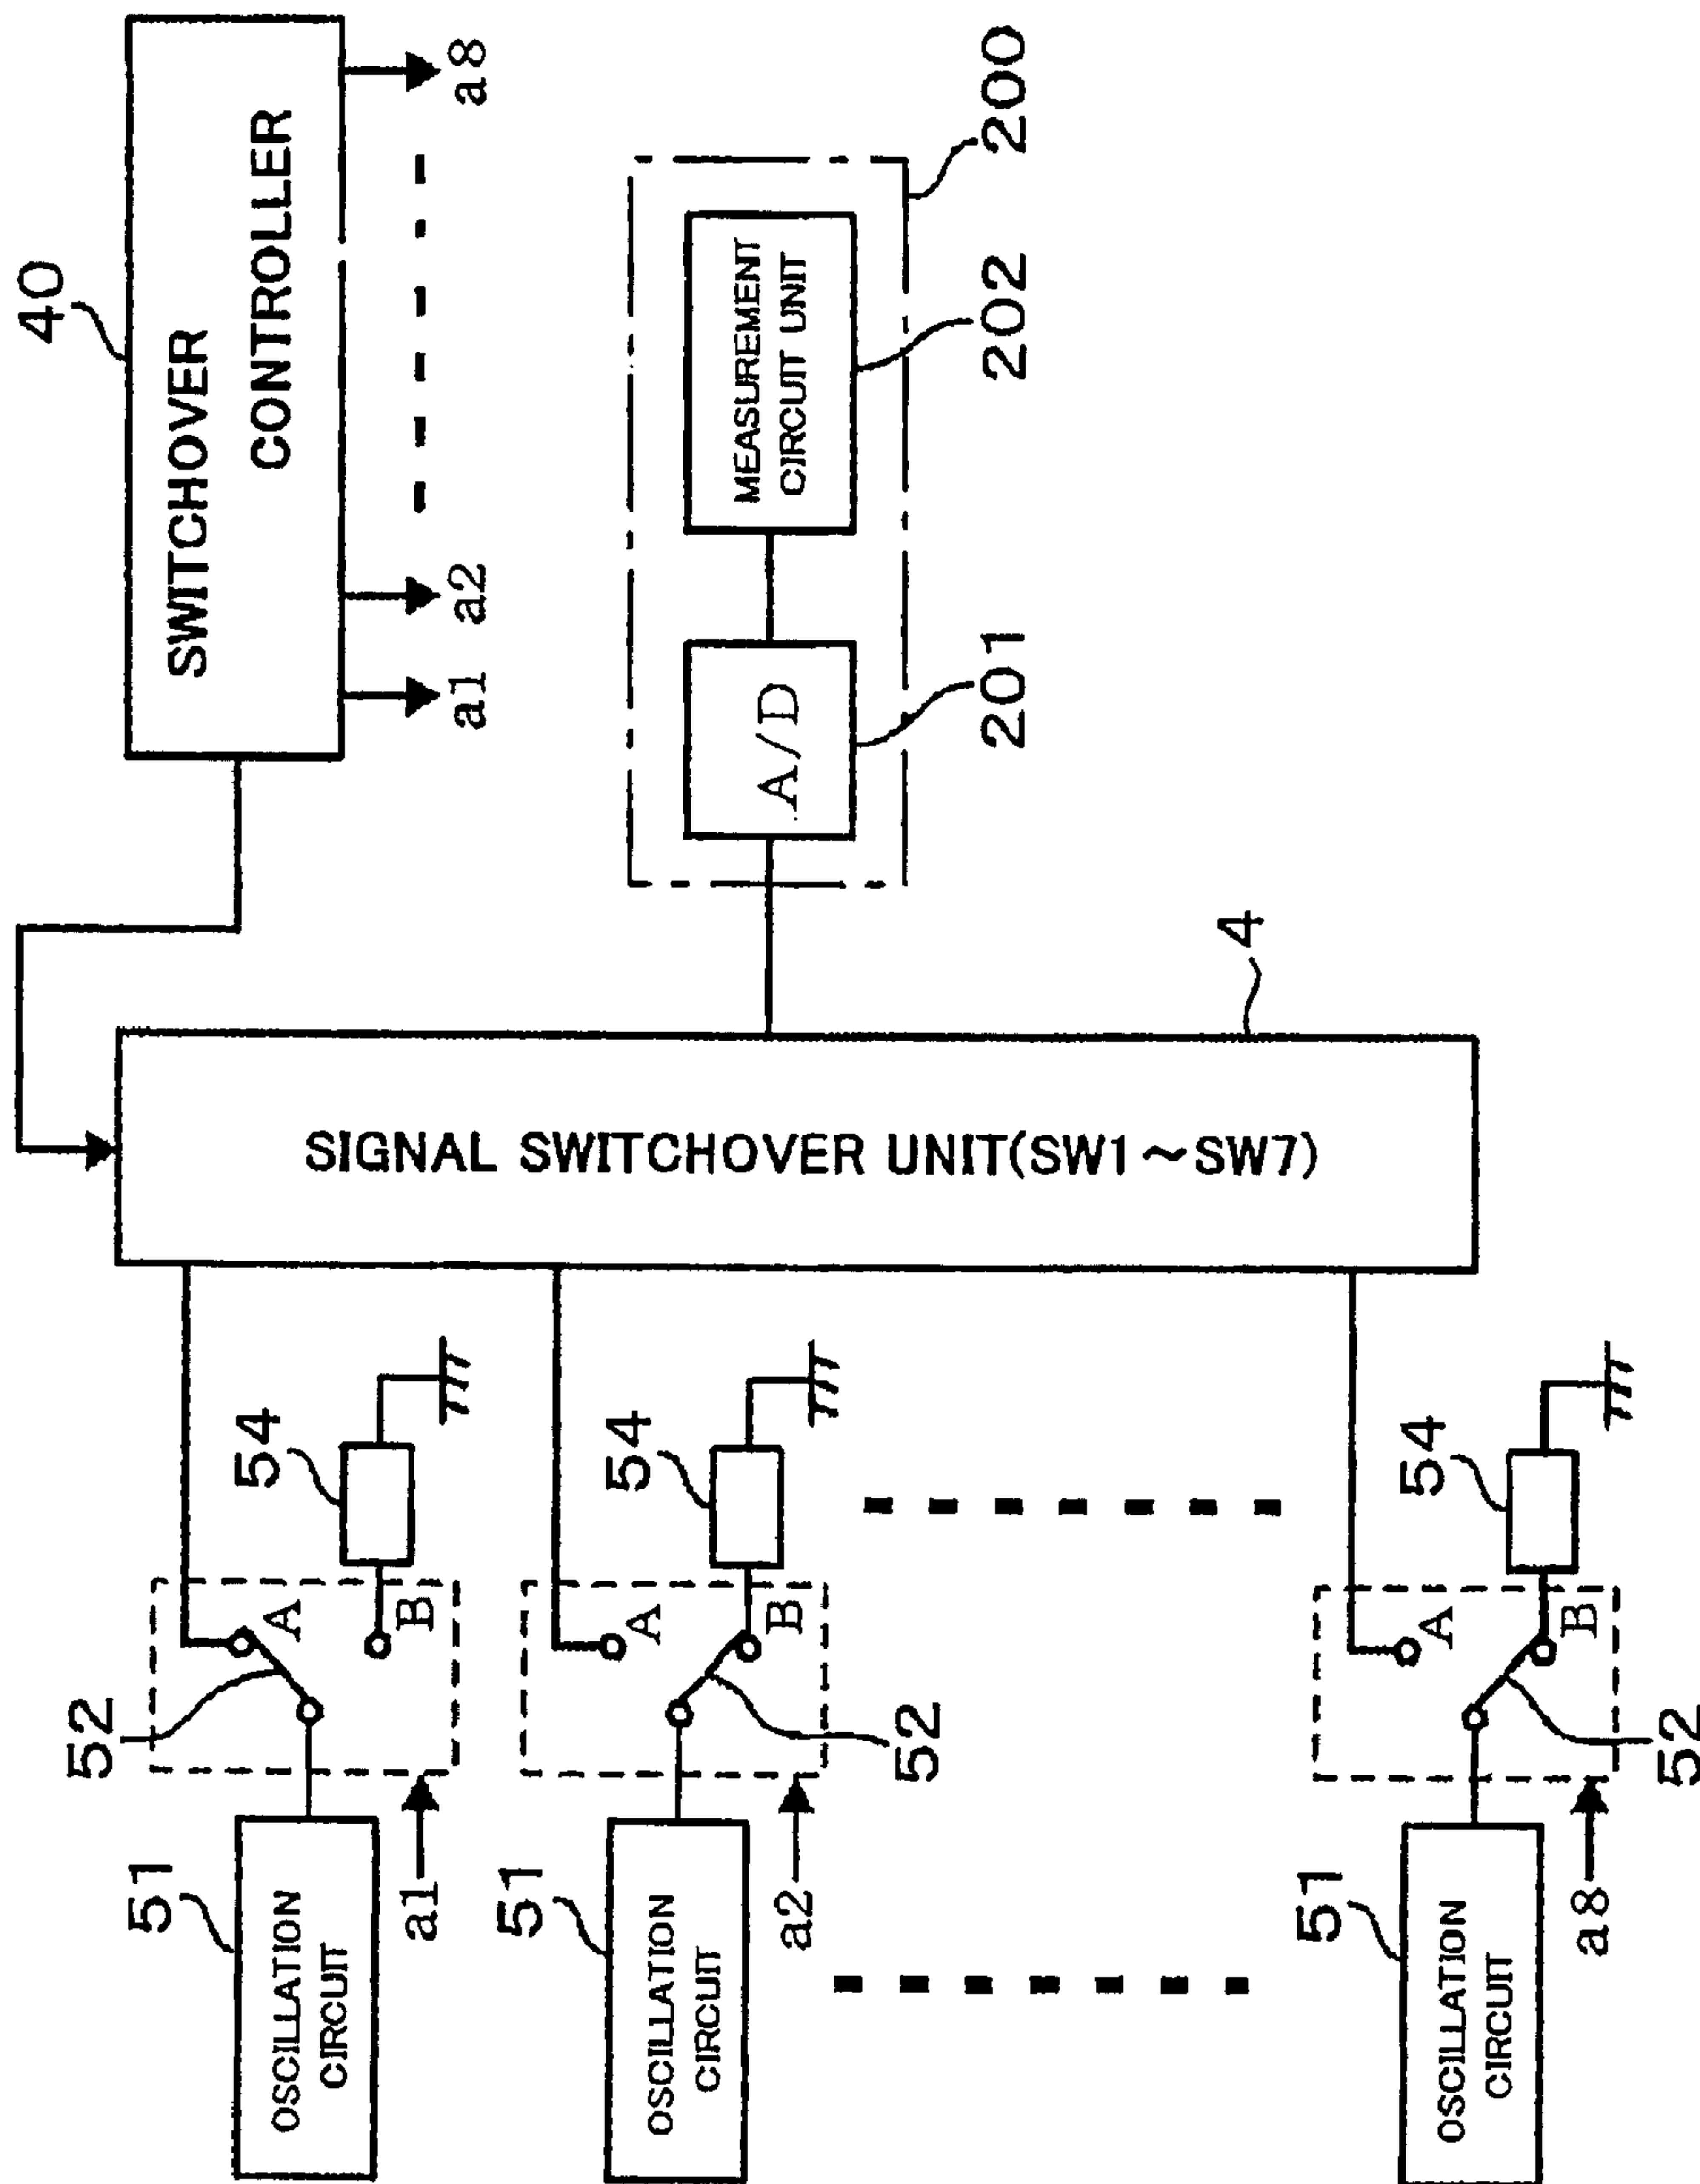 40
SWITCHOVER
CONTROLLER
a1
a2
a8
200
MEASUREMENT
CIRCUIT UNIT
A/D
201
202
4
SIGNAL SWITCHOVER UNIT(SW1～SW7)
51
OSCILLATION
CIRCUIT
52
A
B
54
a1
51
OSCILLATION
CIRCUIT
52
A
B
54
a2
51
OSCILLATION
CIRCUIT
52
A
B
54
a8